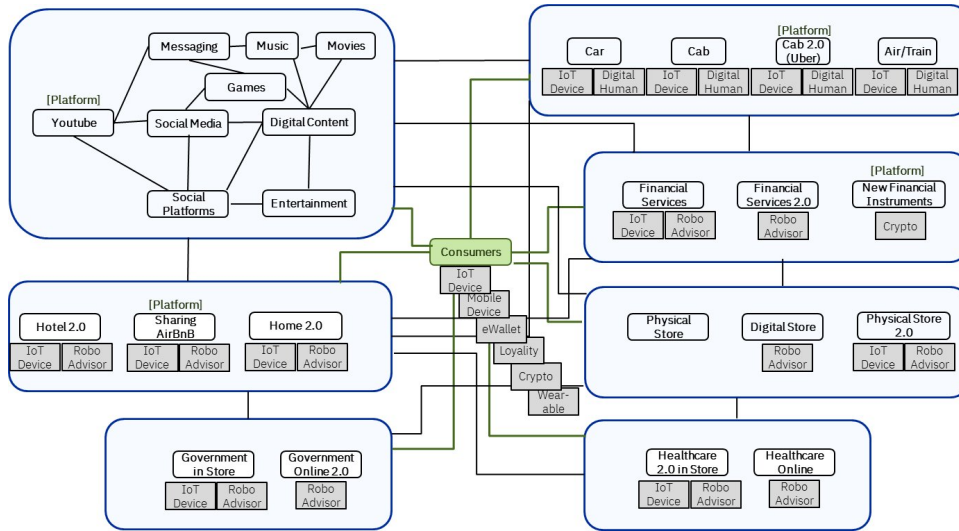 Messaging
Music
Movies
Games
[Platform]
Youtube
Social Media
Digital Content
Social
Platforms
Entertainment
Car
IoT
Device
Digital
Human
Cab
IoT
Device
Digital
Human
[Platform]
Cab 2.0
(Uber)
IoT
Device
Digital
Human
Air/Train
IoT
Device
Digital
Human
Financial
Services
IoT
Device
Robo
Advisor
Financial
Services 2.0
Robo
Advisor
[Platform]
New Financial
Instruments
Crypto
Consumers
IoT
Device
Mobile
Device
eWallet
Loyality
Crypto
Wear-
able
Hotel 2.0
IoT
Device
Robo
Advisor
[Platform]
Sharing
AirBnB
IoT
Device
Robo
Advisor
Home 2.0
IoT
Device
Robo
Advisor
Physical
Store
Digital Store
Robo
Advisor
Physical Store
2.0
IoT
Device
Robo
Advisor
Government
in Store
IoT
Device
Robo
Advisor
Government
Online 2.0
Robo
Advisor
Healthcare
2.0 in Store
IoT
Device
Robo
Advisor
Healthcare
Online
Robo
Advisor